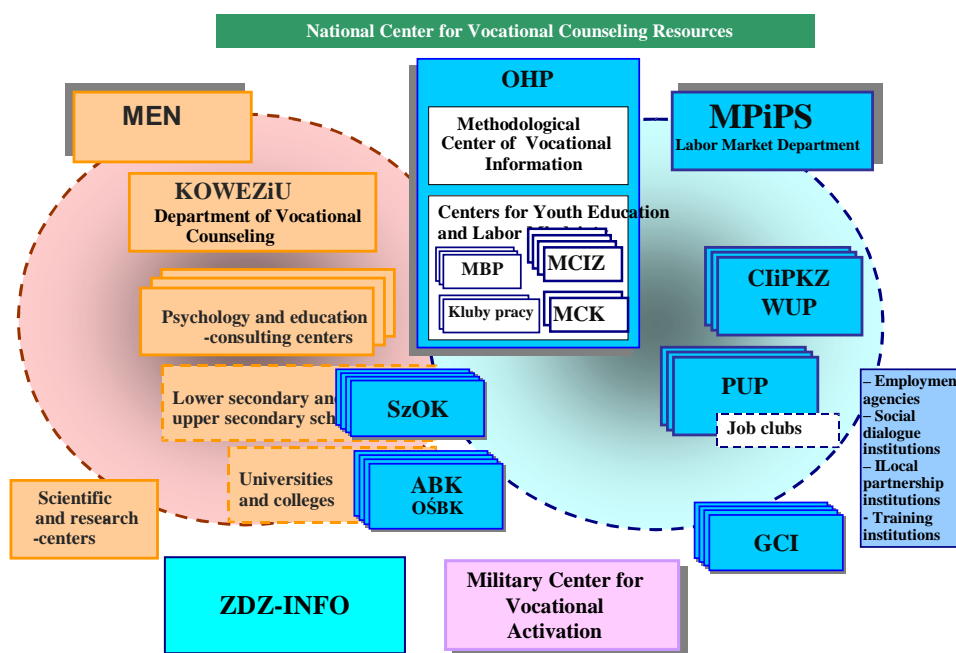 National Center for Vocational Counseling Resources
OHP
Methodological
Center of Vocational
Information
Centers for Youth Education
and Labor
MBP
MCIZ
Kluby pracy
MCK
MEN
KOWEZiU
Department of Vocational
Counseling
Psychology and education
-consulting centers
Lower secondary and
upper secondary sch
SzOK
Universities
and colleges
ABK
OŚBK
Scientific
and research
-centers
MPiPS
Labor Market Department
CIiPKZ
WUP
PUP
Job clubs
– Employmen
agencies
– Social
dialogue
institutions
– ILocal
partnership
institutions
- Training
institutions
GCI
ZDZ-INFO
Military Center for
Vocational
Activation